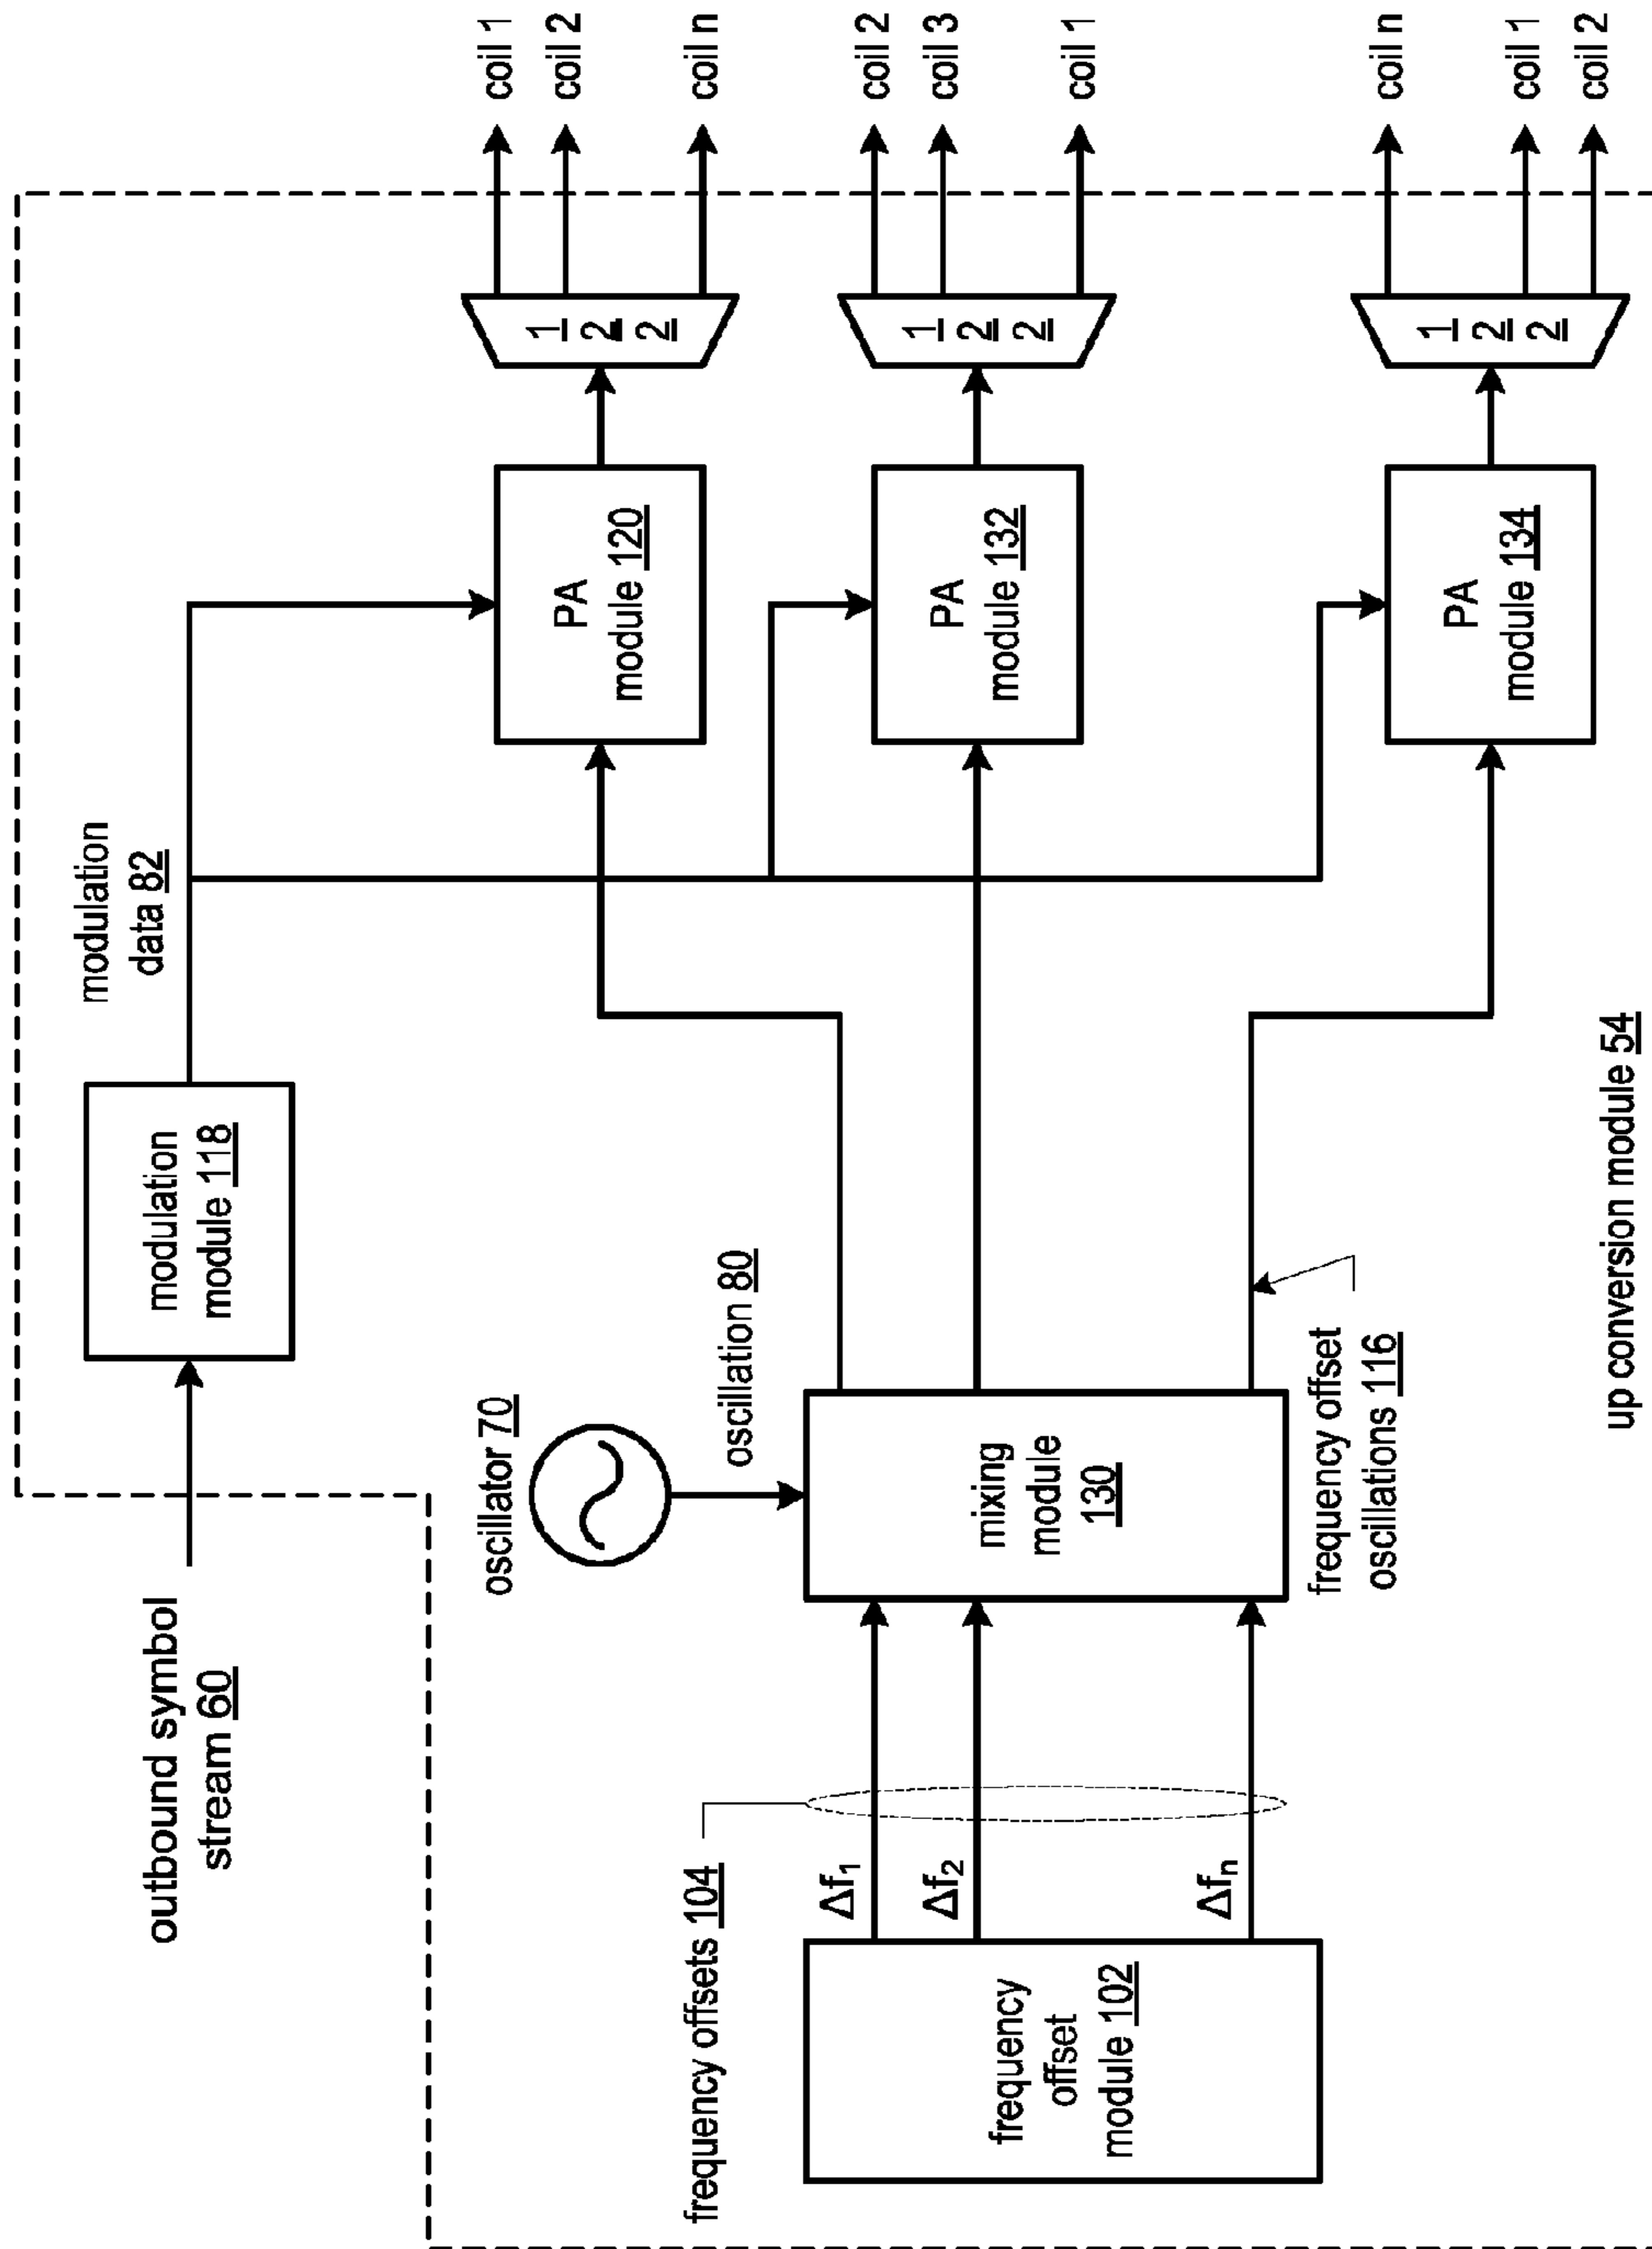 outbound symbol
stream 60
modulation
module 118
modulation
data 82
oscillator 70
oscillation 80
frequency offsets 104
frequency
offset
module 102
Δf1
Δf2
Δfn
mixing
module
130
frequency offset
oscillations 116
PA
module 120
PA
module 132
PA
module 134
1
2
2
1
2
2
1
2
2
coil 1
coil 2
coil n
coil 2
coil 3
coil 1
coil n
coil 1
coil 2
up conversion module 54